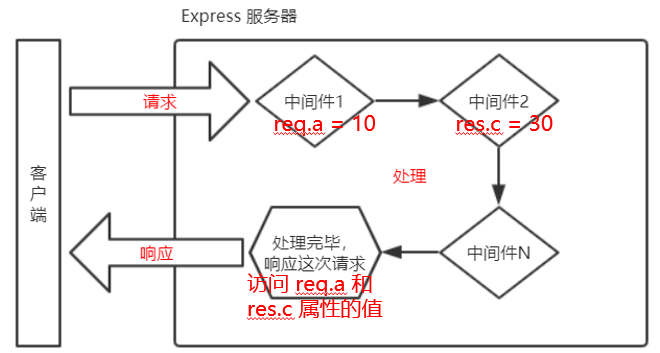 Express 服务器
客户端
请求
中间件1
req.a = 10
中间件2
res.c = 30
处理
中间件N
处理完毕，
响应这次请求
访问 req.a 和
res.c 属性的值
响应